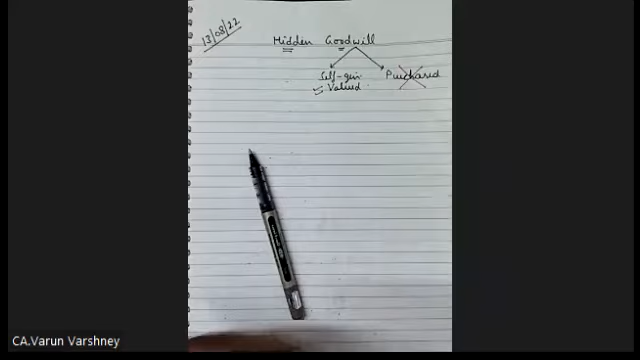 13/08/22
Hidden Goodwill
Self-gen Purchased
Valued
CA.Varun Varshney